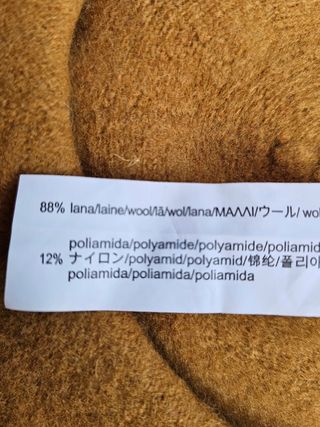 88% lana/laine/wool/lã/wol/lana/ΜΑΛΛΙ/ウール/ wol
poliamida/polyamide/polyamide/poliamid
12% ナイロン/polyamid/polyamid/锦纶/폴리아
poliamida/poliamida/poliamida